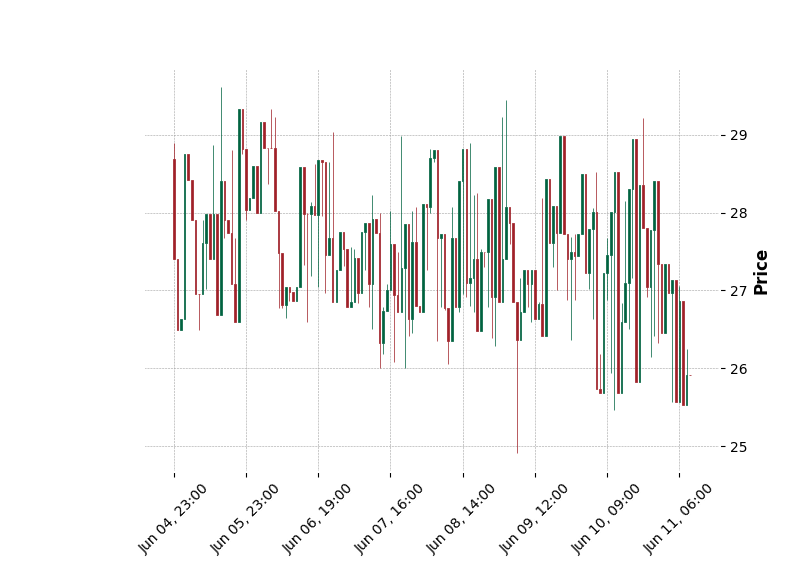 29
28
27
26
25
Price
Jun 04, 23:00
Jun 05, 23:00
Jun 06, 19:00
Jun 07, 16:00
Jun 08, 14:00
Jun 09, 12:00
Jun 10, 09:00
Jun 11, 06:00